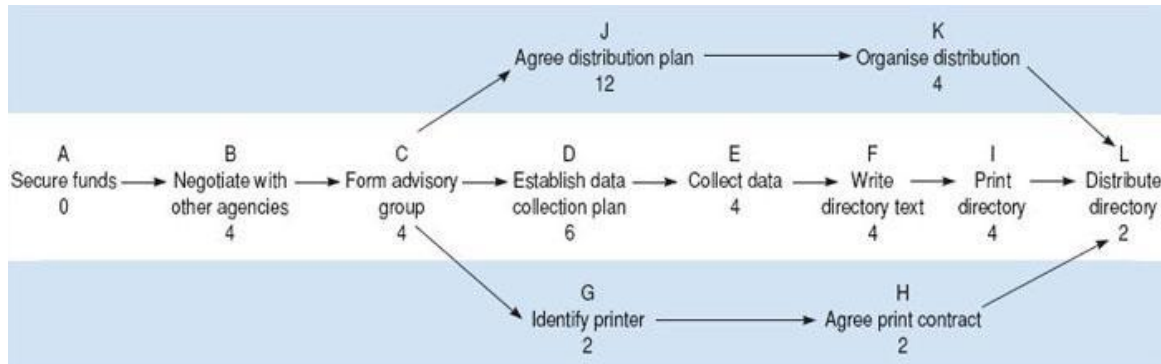 J
Agree distribution plan
12
K
Organise distribution
4
A
Secure funds
0
B
Negotiate with
other agencies
4
C
Form advisory
group
4
D
Establish data
collection plan
6
E
Collect data
4
F
Write
directory text
4
I
Print
directory
4
L
Distribute
directory
2
G
Identify printer
2
H
Agree print contract
2